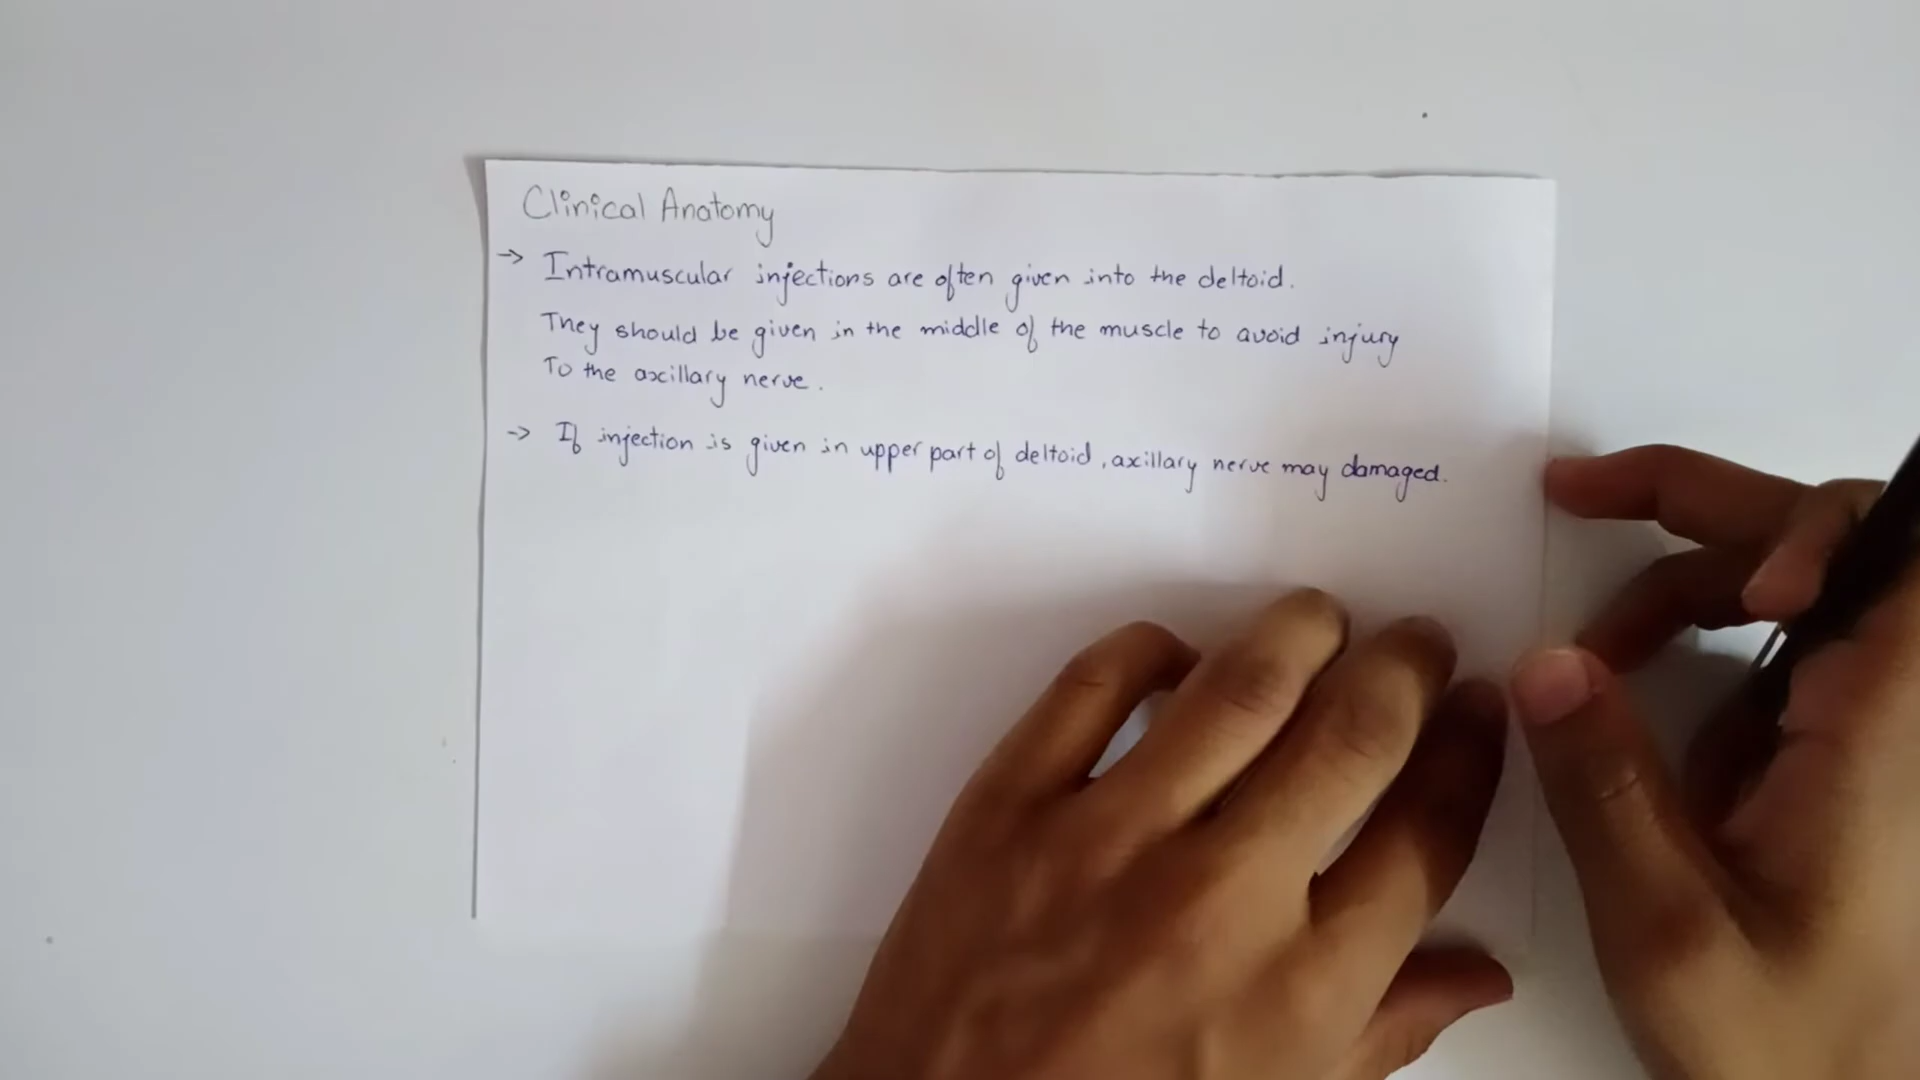 Clinical Anatomy
→ Intramuscular injections are often given into the deltoid.
They should be given in the middle of the muscle to avoid injury
To the axillary nerve.
→ If injection is given in upper part of deltoid, axillary nerve may damaged.